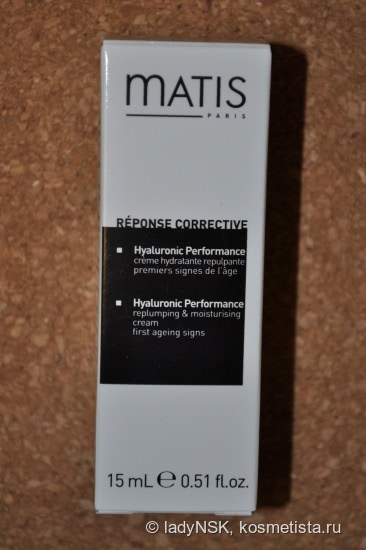 matis
PARIS
RÉPONSE CORRECTIVE
Hyaluronic Performance
crème hydratante repulpante
premiers signes de l'âge
Hyaluronic Performance
replumping & moisturising
cream
first ageing signs
15 mL ℮ 0.51 fl.oz.
© ladyNSK, kosmetista.ru